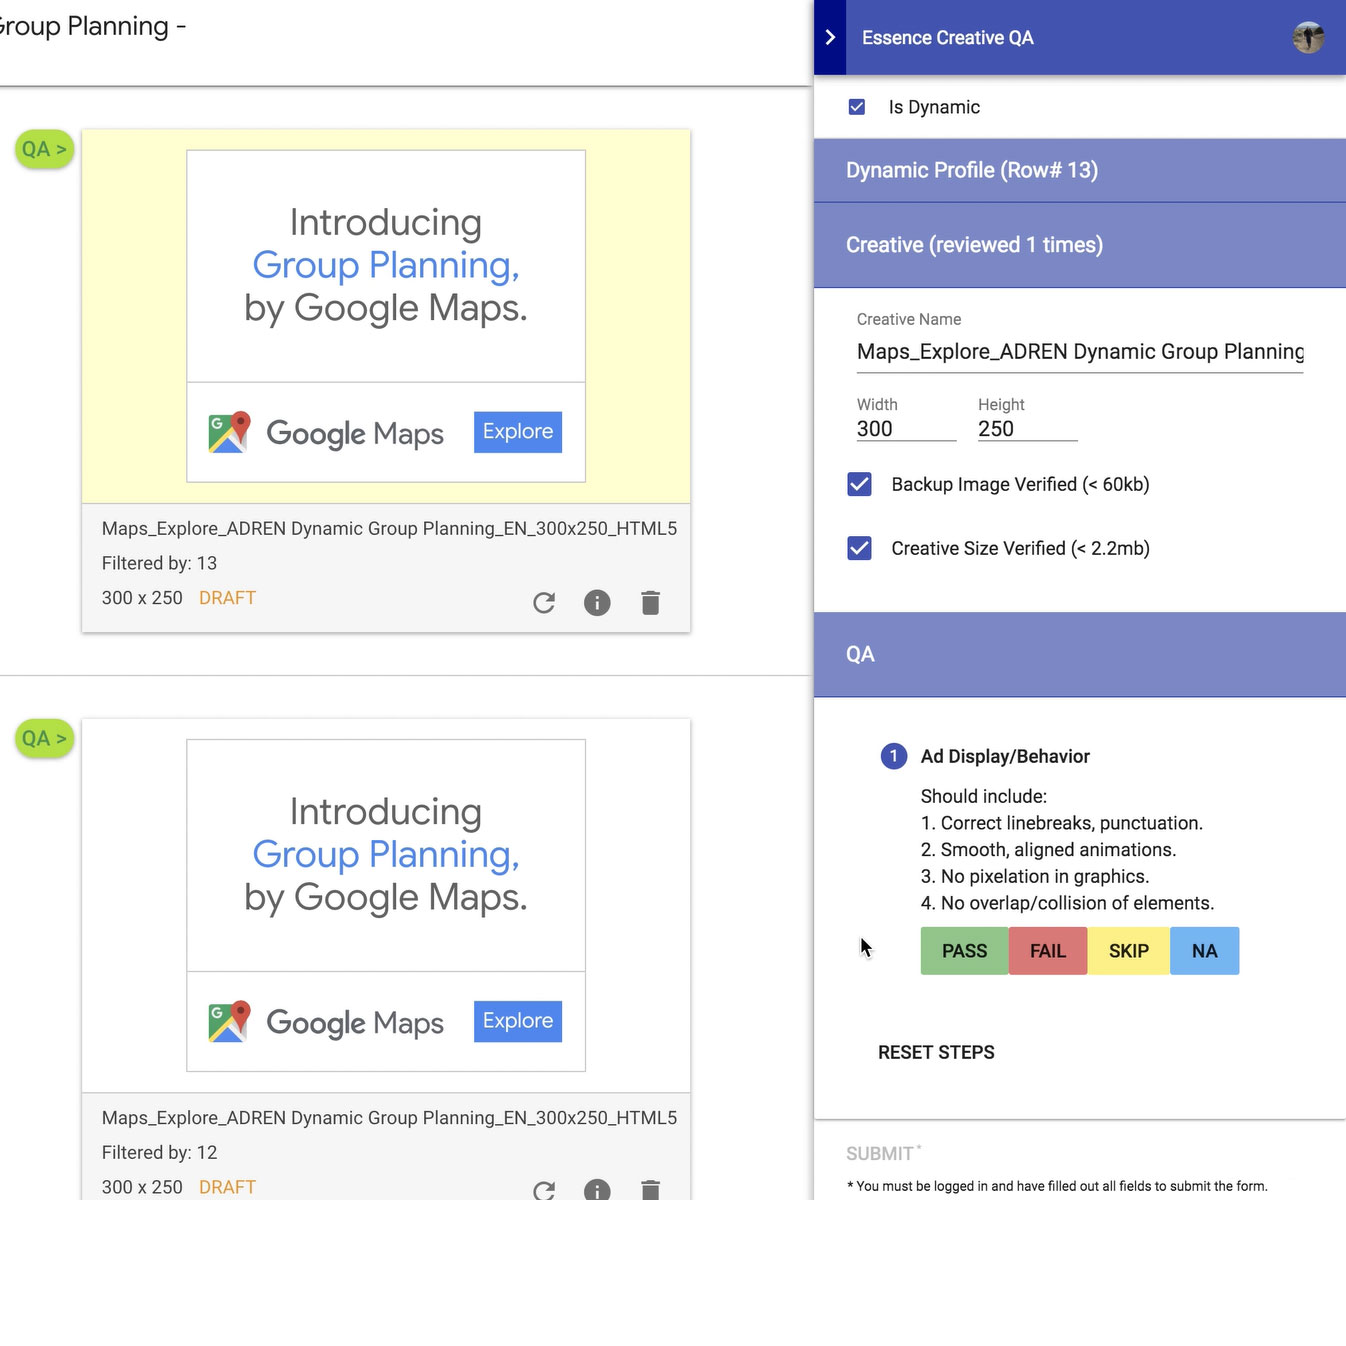 Group Planning -
QA >
Introducing
Group Planning,
by Google Maps.
G
Google Maps
Explore
Maps_Explore_ADREN Dynamic Group Planning_EN_300x250_HTML5
Filtered by: 13
300 x 250 DRAFT
QA >
Introducing
Group Planning,
by Google Maps.
G
Google Maps
Explore
Maps_Explore_ADREN Dynamic Group Planning_EN_300x250_HTML5
Filtered by: 12
300 x 250 DRAFT
Essence Creative QA
Is Dynamic
Dynamic Profile (Row# 13)
Creative (reviewed 1 times)
Creative Name
Maps_Explore_ADREN Dynamic Group Planning
Width Height
300 250
Backup Image Verified (< 60kb)
Creative Size Verified (< 2.2mb)
QA
1 Ad Display/Behavior
Should include:
1. Correct linebreaks, punctuation.
2. Smooth, aligned animations.
3. No pixelation in graphics.
4. No overlap/collision of elements.
PASS FAIL SKIP NA
RESET STEPS
SUBMIT*
* You must be logged in and have filled out all fields to submit the form.